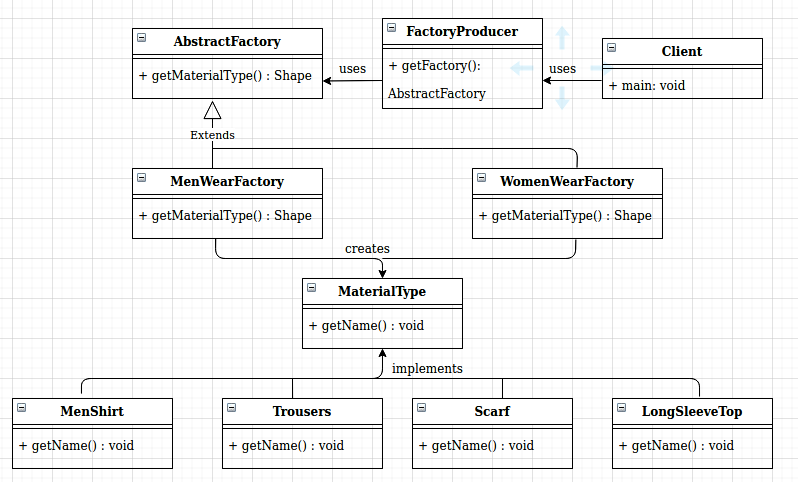 AbstractFactory
+ getMaterialType() : Shape
uses
FactoryProducer
+ getFactory():
AbstractFactory
uses
Client
+ main: void
Extends
MenWearFactory
+ getMaterialType() : Shape
WomenWearFactory
+ getMaterialType() : Shape
creates
MaterialType
+ getName() : void
implements
MenShirt
+ getName() : void
Trousers
+ getName() : void
Scarf
+ getName() : void
LongSleeveTop
+ getName() : void